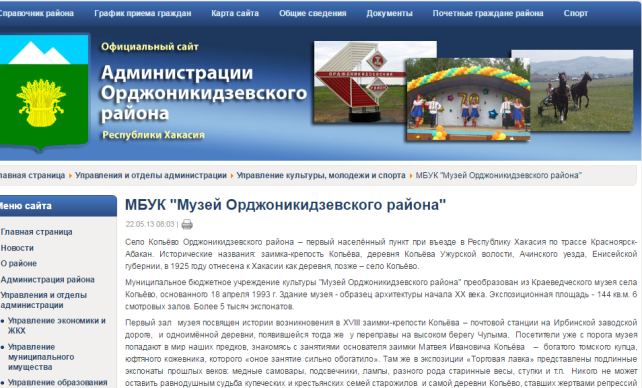 Справочник района
График приема граждан
Карта сайта
Общие сведения
Документы
Почетные граждане района
Спорт
Официальный сайт
Администрации
Орджоникидзевского
района
Республики Хакасия
ОРДЖОНИКИДЗЕВСКИЙ
РАЙОН
70
лавная страница Управления и отделы администрации Управление культуры, молодежи и спорта МБУК "Музей Орджоникидзевского района"
Меню сайта
Главная страница
Новости
О районе
Администрация района
Управления и отделы
администрации
Управление экономики и
ЖКХ
Управление
муниципального
имущества
Управление образования
МБУК "Музей Орджоникидзевского района"
22.05.13 06:03 |
Село Копьёво Орджоникидзевского района – первый населённый пункт при въезде в Республику Хакасия по трассе Красноярск-
Абакан. Исторические названия: заимка-крепость Копьёва, деревня Копьёва Ужурской волости, Ачинского уезда, Енисейской
губернии, в 1925 году отнесена к Хакасии как деревня, позже – село Копьёво.
Муниципальное бюджетное учреждение культуры "Музей Орджоникидзевского района" преобразован из Краеведческого музея села
Копьёво, основанного 18 апреля 1993 г. Здание музея - образец архитектуры начала XX века. Экспозиционная площадь - 144 кв.м. 6
смотровых залов. Более 5 тысяч экспонатов.
Первый зал музея посвящен истории возникновения в XVIII заимки-крепости Копьёва – почтовой станции на Ирбинской заводской
дороге, и одноимённой деревни, появившейся тогда же у переправы на высоком берегу Чулыма. Посетители уже с порога музея
попадают в мир наших предков, знакомясь с занятиями основателя заимки Матвея Ивановича Копьёва – богатого томского купца,
юфтяного кожевника, которого «оное занятие сильно обогатило». Там же в экспозиции «Торговая лавка» представлены подлинные
экспонаты прошлых веков: медные самовары, подсвечники, лампы, разного рода старинные весы, ступки и т.п. Никого не может
оставить равнодушным судьба купеческих и крестьянских семей старожилов и самой деревни Копьёво, ставших жертвами репрессий